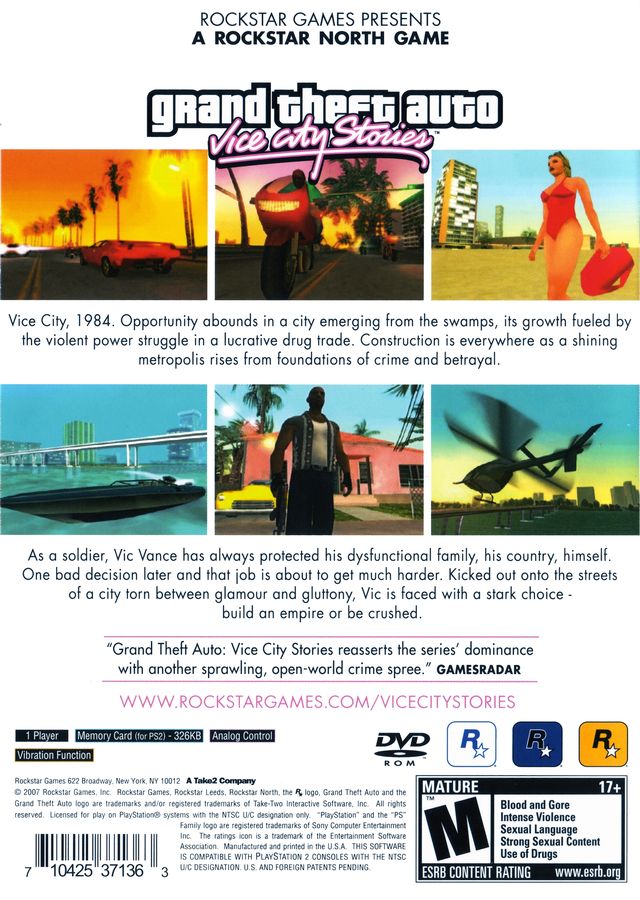 ROCKSTAR GAMES PRESENTS
A ROCKSTAR NORTH GAME
grand theft auto
Vice City Stories™
Vice City, 1984. Opportunity abounds in a city emerging from the swamps, its growth fueled by
the violent power struggle in a lucrative drug trade. Construction is everywhere as a shining
metropolis rises from foundations of crime and betrayal.
As a soldier, Vic Vance has always protected his dysfunctional family, his country, himself.
One bad decision later and that job is about to get much harder. Kicked out onto the streets
of a city torn between glamour and gluttony, Vic is faced with a stark choice -
build an empire or be crushed.
"Grand Theft Auto: Vice City Stories reasserts the series' dominance
with another sprawling, open-world crime spree." GAMESRADAR
WWW.ROCKSTARGAMES.COM/VICECITYSTORIES
1 Player Memory Card (for PS2) - 326KB Analog Control
Vibration Function
DVD ROM
R R R
Rockstar Games 622 Broadway, New York, NY 10012 A Take2 Company
© 2007 Rockstar Games, Inc. Rockstar Games, Rockstar Leeds, Rockstar North, the R logo, Grand Theft Auto and the
Grand Theft Auto logo are trademarks and/or registered trademarks of Take-Two Interactive Software, Inc. All rights
reserved. Licensed for play on PlayStation® systems with the NTSC U/C designation only. "PlayStation" and the "PS"
Family logo are registered trademarks of Sony Computer Entertainment
Inc. The ratings icon is a trademark of the Entertainment Software
Association. Manufactured and printed in the U.S.A. THIS SOFTWARE
IS COMPATIBLE WITH PLAYSTATION 2 CONSOLES WITH THE NTSC
U/C DESIGNATION. U.S. AND FOREIGN PATENTS PENDING.
7 10425 37136 3
MATURE 17+
M
™
Blood and Gore
Intense Violence
Sexual Language
Strong Sexual Content
Use of Drugs
ESRB CONTENT RATING www.esrb.org